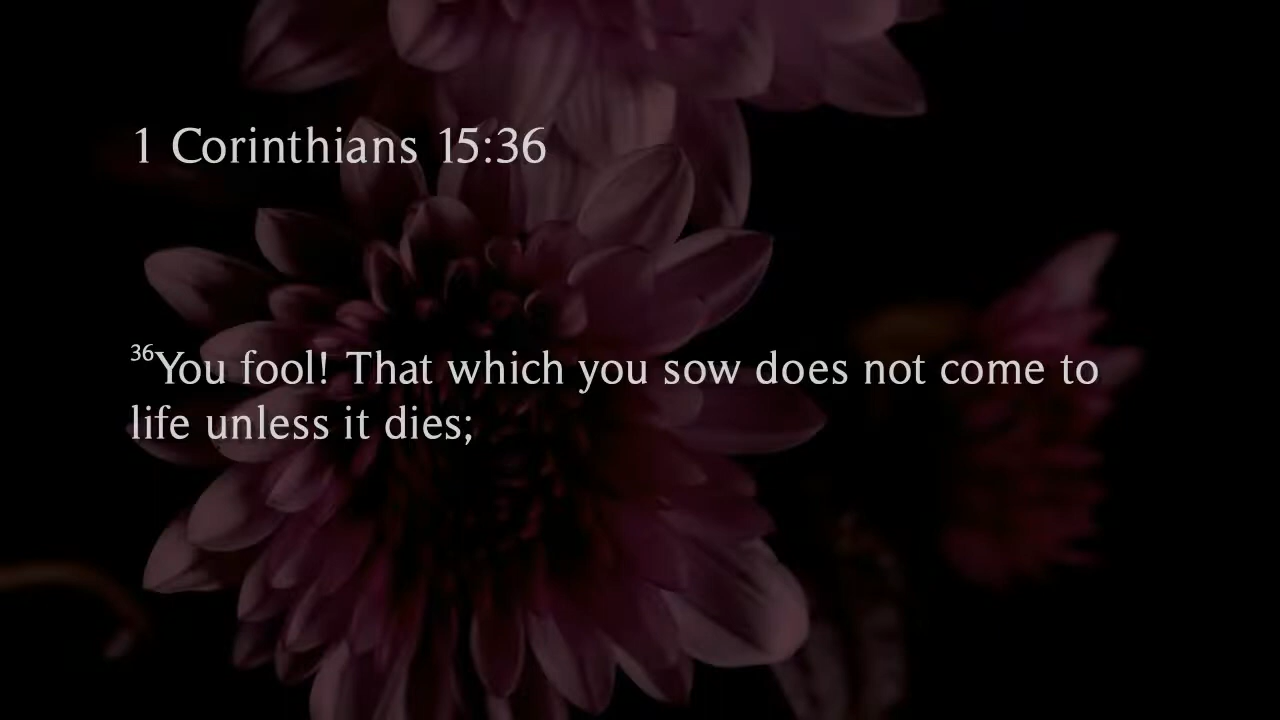 1 Corinthians 15:36
36You fool! That which you sow does not come to
life unless it dies;